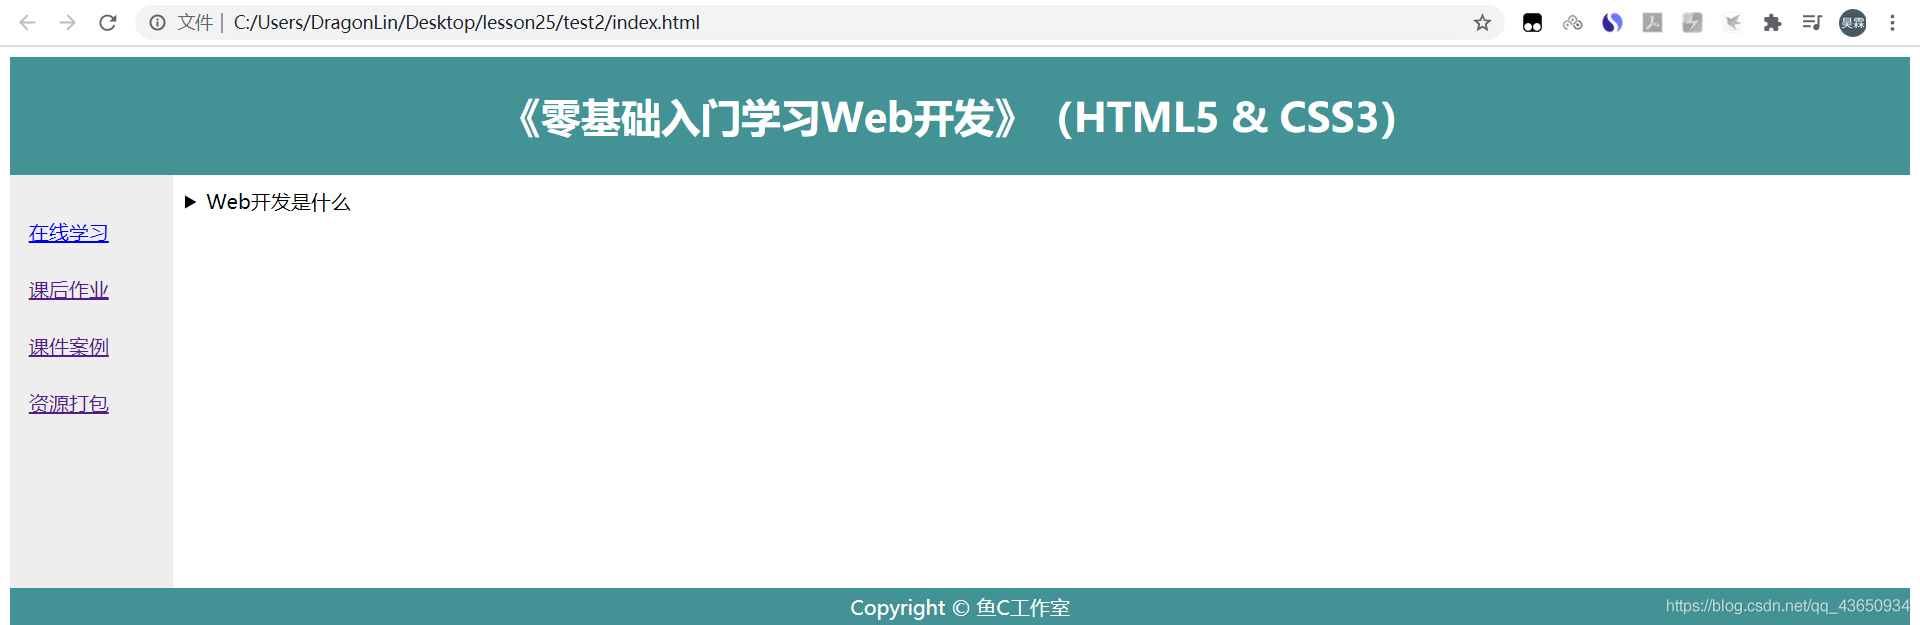 文件 | C:/Users/DragonLin/Desktop/lesson25/test2/index.html
昊霖
《零基础入门学习Web开发》（HTML5 & CSS3）
Web开发是什么
在线学习
课后作业
课件案例
资源打包
Copyright © 鱼C工作室
https://blog.csdn.net/qq_43650934